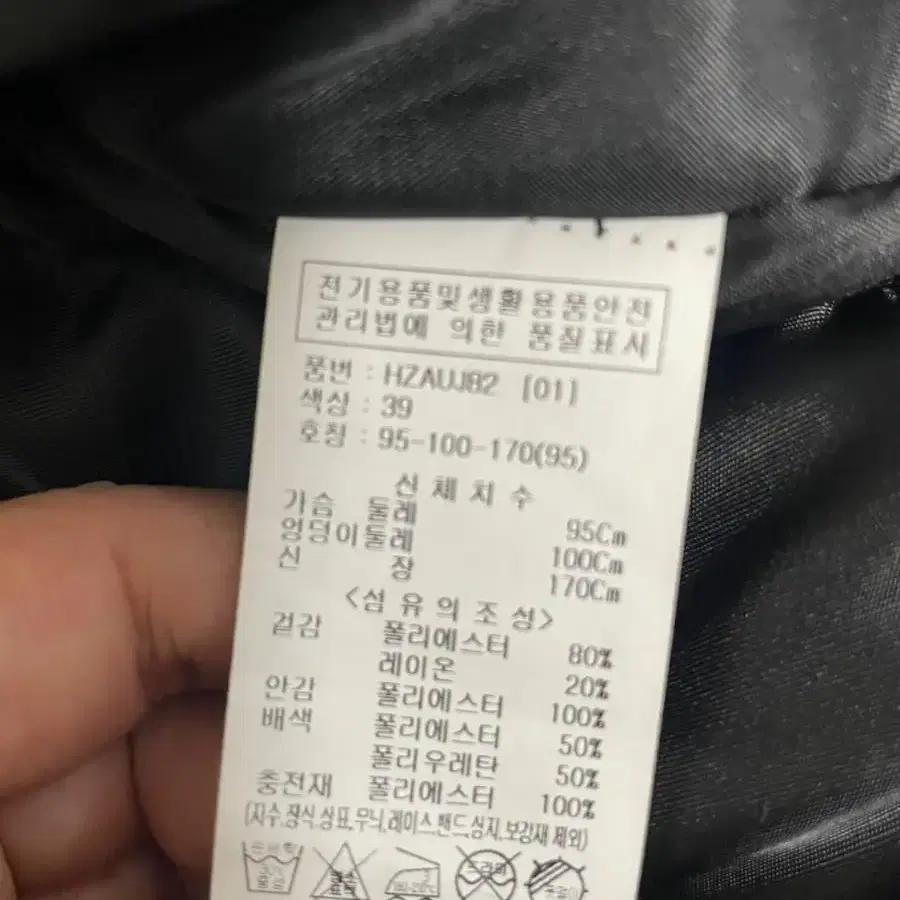 전기용품및생활용품안전
관리법에 의한 품질표시
품번 : HZAUJ82 [01]
색상 : 39
호칭 : 95-100-170(95)
신체치수
가슴둘레 95Cm
엉덩이둘레 100Cm
신장 170Cm
<섬유의조성>
겉감 폴리에스터 80%
레이온 20%
안감 폴리에스터 100%
배색 폴리에스터 50%
폴리우레탄 50%
충전재 폴리에스터 100%
(자수,장식,상표,무늬,레이스,밴드,심지,보강재 제외)
30℃
중성
드라이